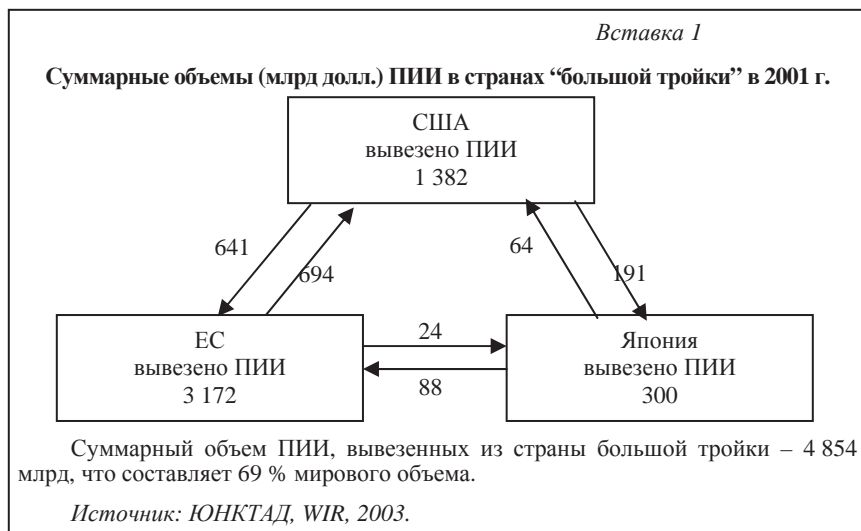 Вставка 1
Суммарные объемы (млрд долл.) ПИИ в странах “большой тройки” в 2001 г.
США
вывезено ПИИ
1 382
641
694
64
191
ЕС
вывезено ПИИ
3 172
24
88
Япония
вывезено ПИИ
300
Суммарный объем ПИИ, вывезенных из страны большой тройки – 4 854
млрд, что составляет 69 % мирового объема.
Источник: ЮНКТАД, WIR, 2003.